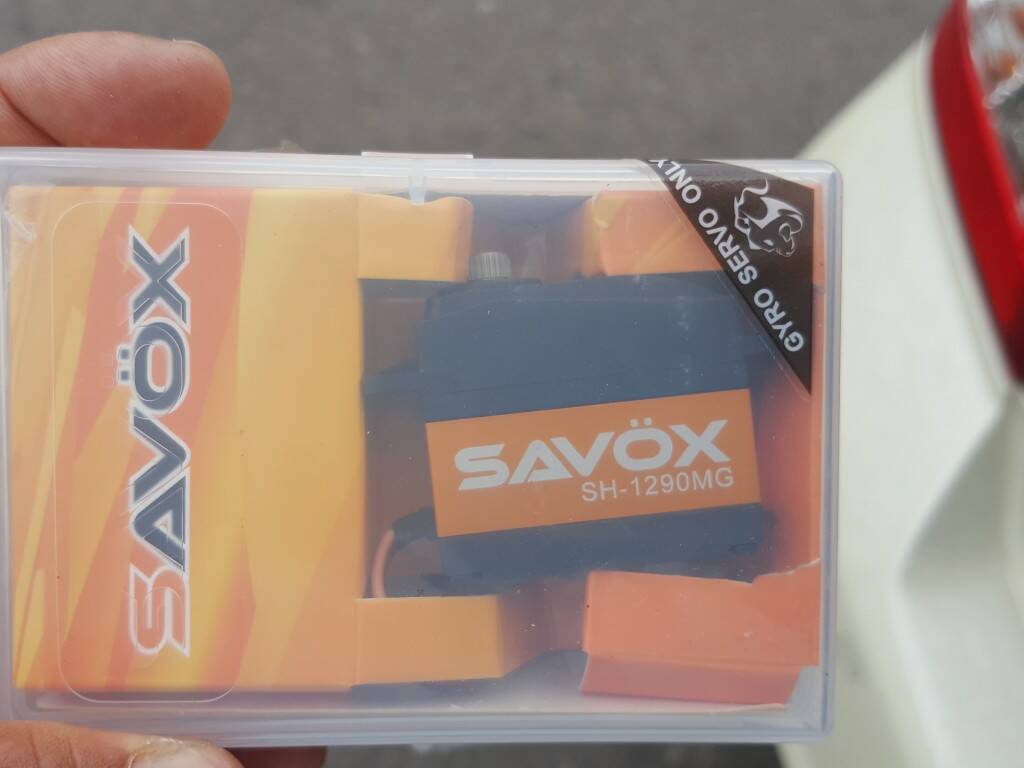 SAVÖX
GYRO SERVO ONLY
SAVÖX
SH-1290MG